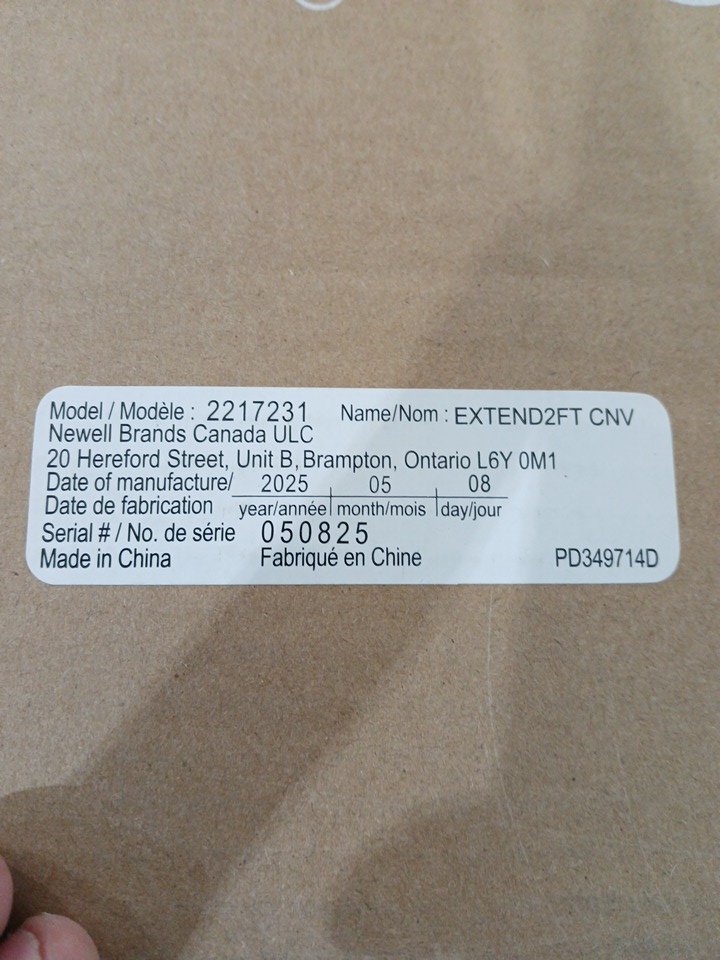 Model / Modèle : 2217231 Name/Nom : EXTEND2FT CNV
Newell Brands Canada ULC
20 Hereford Street, Unit B, Brampton, Ontario L6Y 0M1
Date of manufacture/ 2025 05 08
Date de fabrication year/année month/mois day/jour
Serial # / No. de série 050825
Made in China Fabriqué en Chine PD349714D